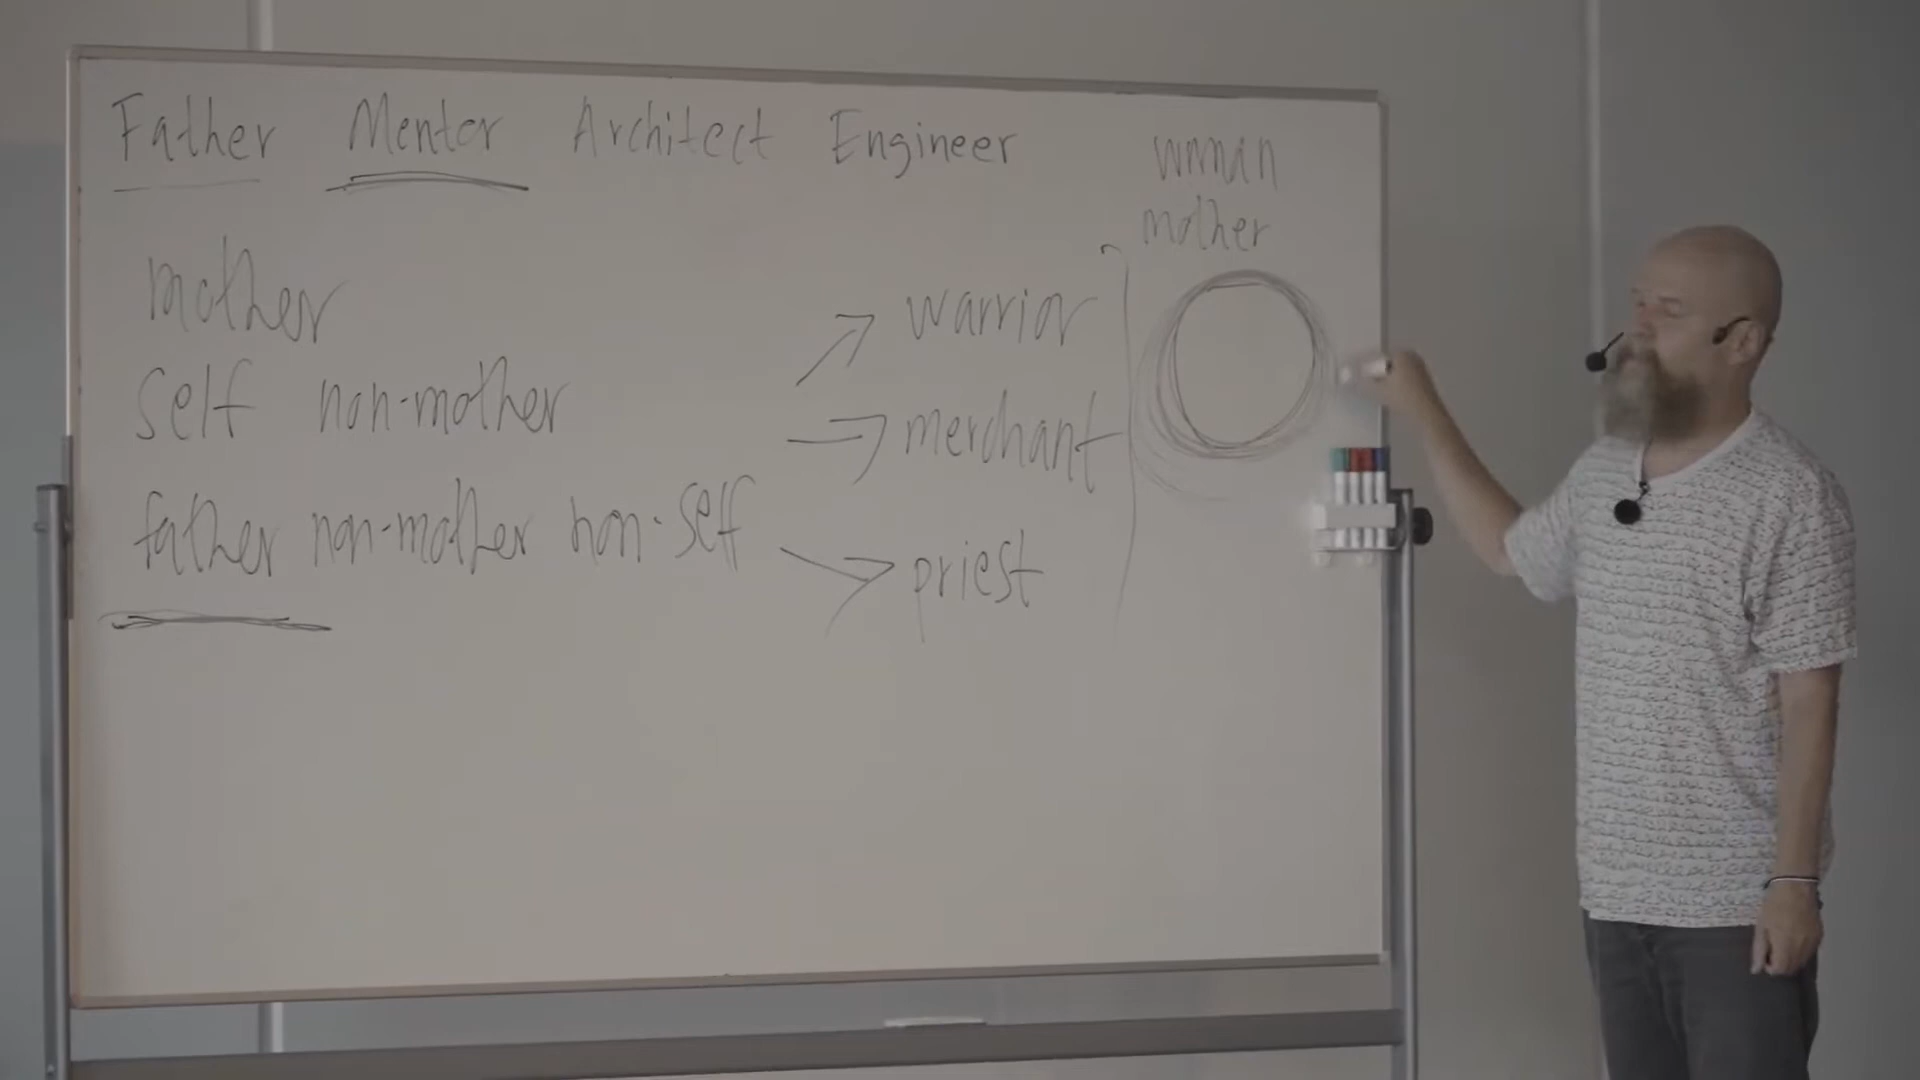 Father Mentor Architect Engineer
woman
mother
mother
self non-mother
father non-mother non-self
warrior
merchant
priest